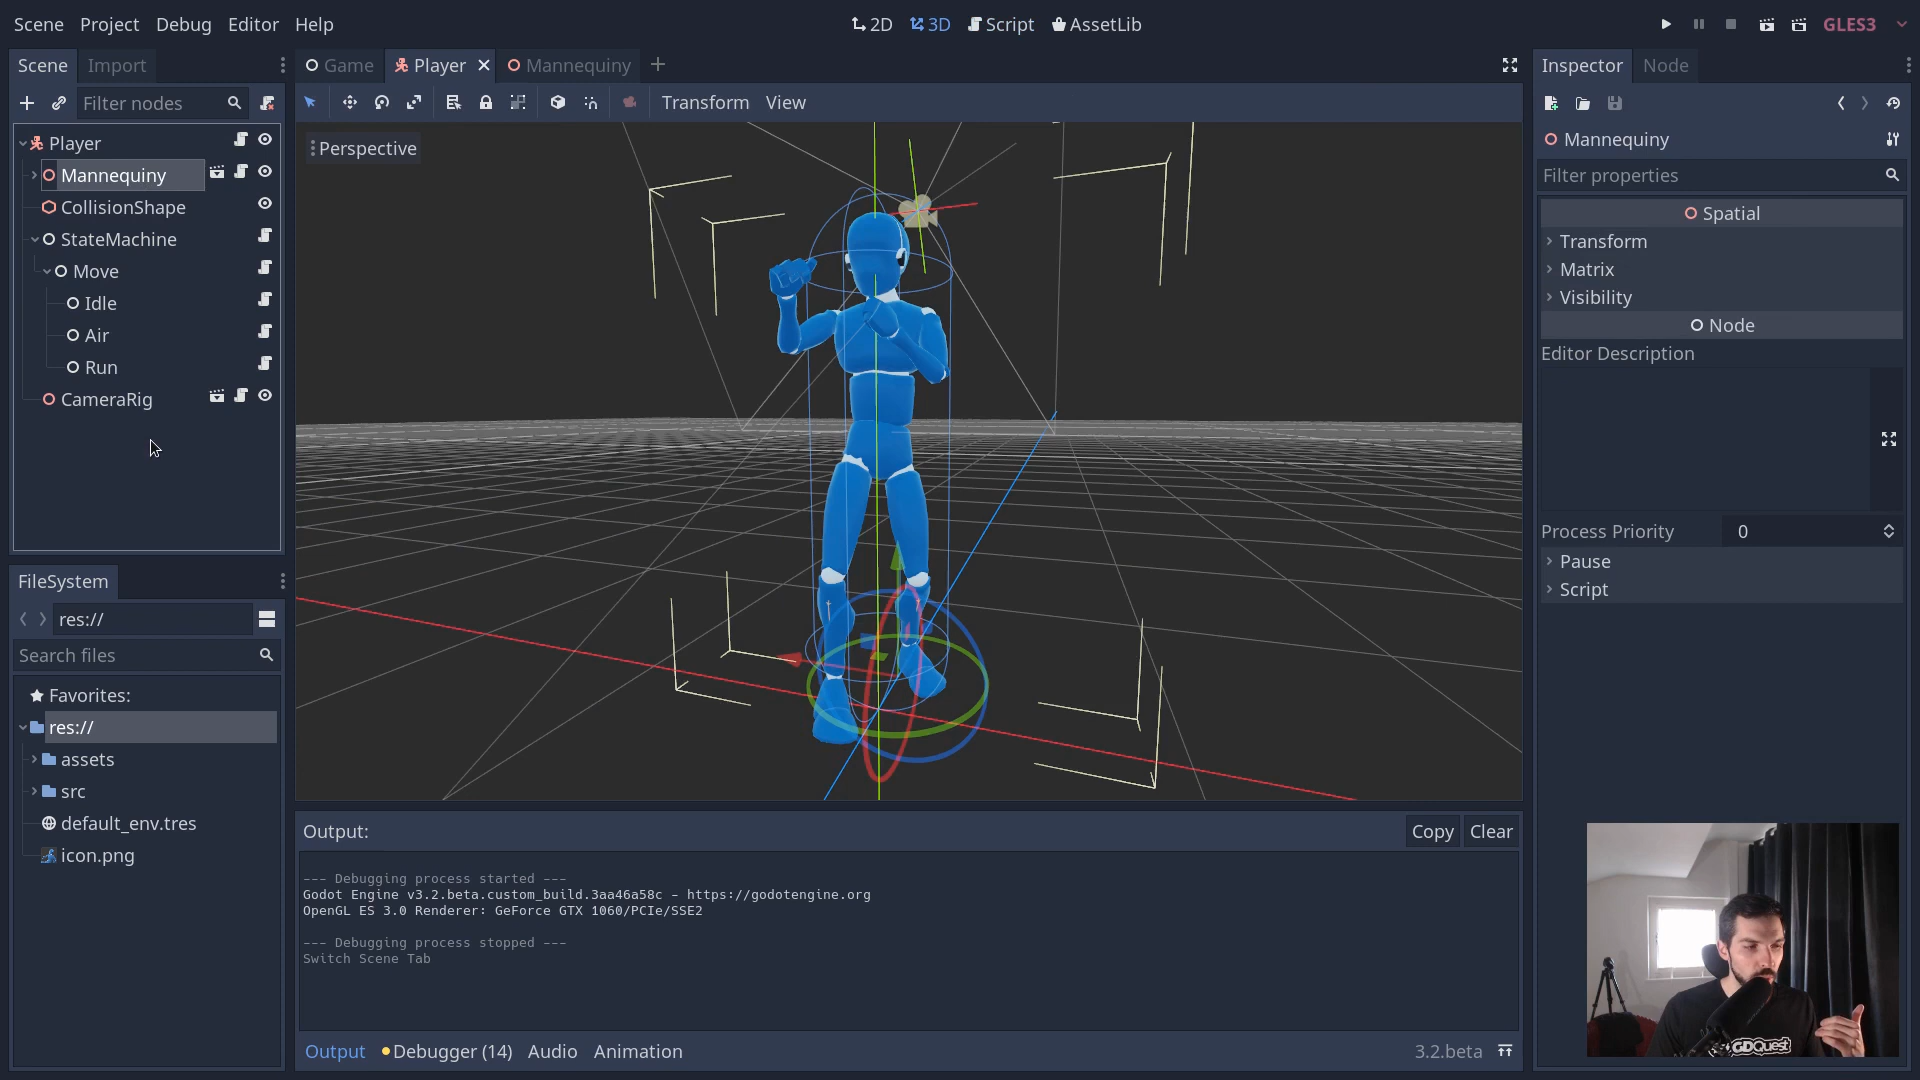 Scene Project Debug Editor Help
2D 3D Script AssetLib
GLES3
Scene Import
Filter nodes
Player
Mannequiny
CollisionShape
StateMachine
Move
Idle
Air
Run
CameraRig
FileSystem
res://
Search files
Favorites:
res://
assets
src
default_env.tres
icon.png
Game Player Mannequiny
Transform View
Perspective
Output:
Copy Clear
--- Debugging process started ---
Godot Engine v3.2.beta.custom_build.3aa46a58c - https://godotengine.org
OpenGL ES 3.0 Renderer: GeForce GTX 1060/PCIe/SSE2
--- Debugging process stopped ---
Switch Scene Tab
Output Debugger (14) Audio Animation
3.2.beta
Inspector Node
Mannequiny
Filter properties
Spatial
Transform
Matrix
Visibility
Node
Editor Description
Process Priority 0
Pause
Script
GDQuest